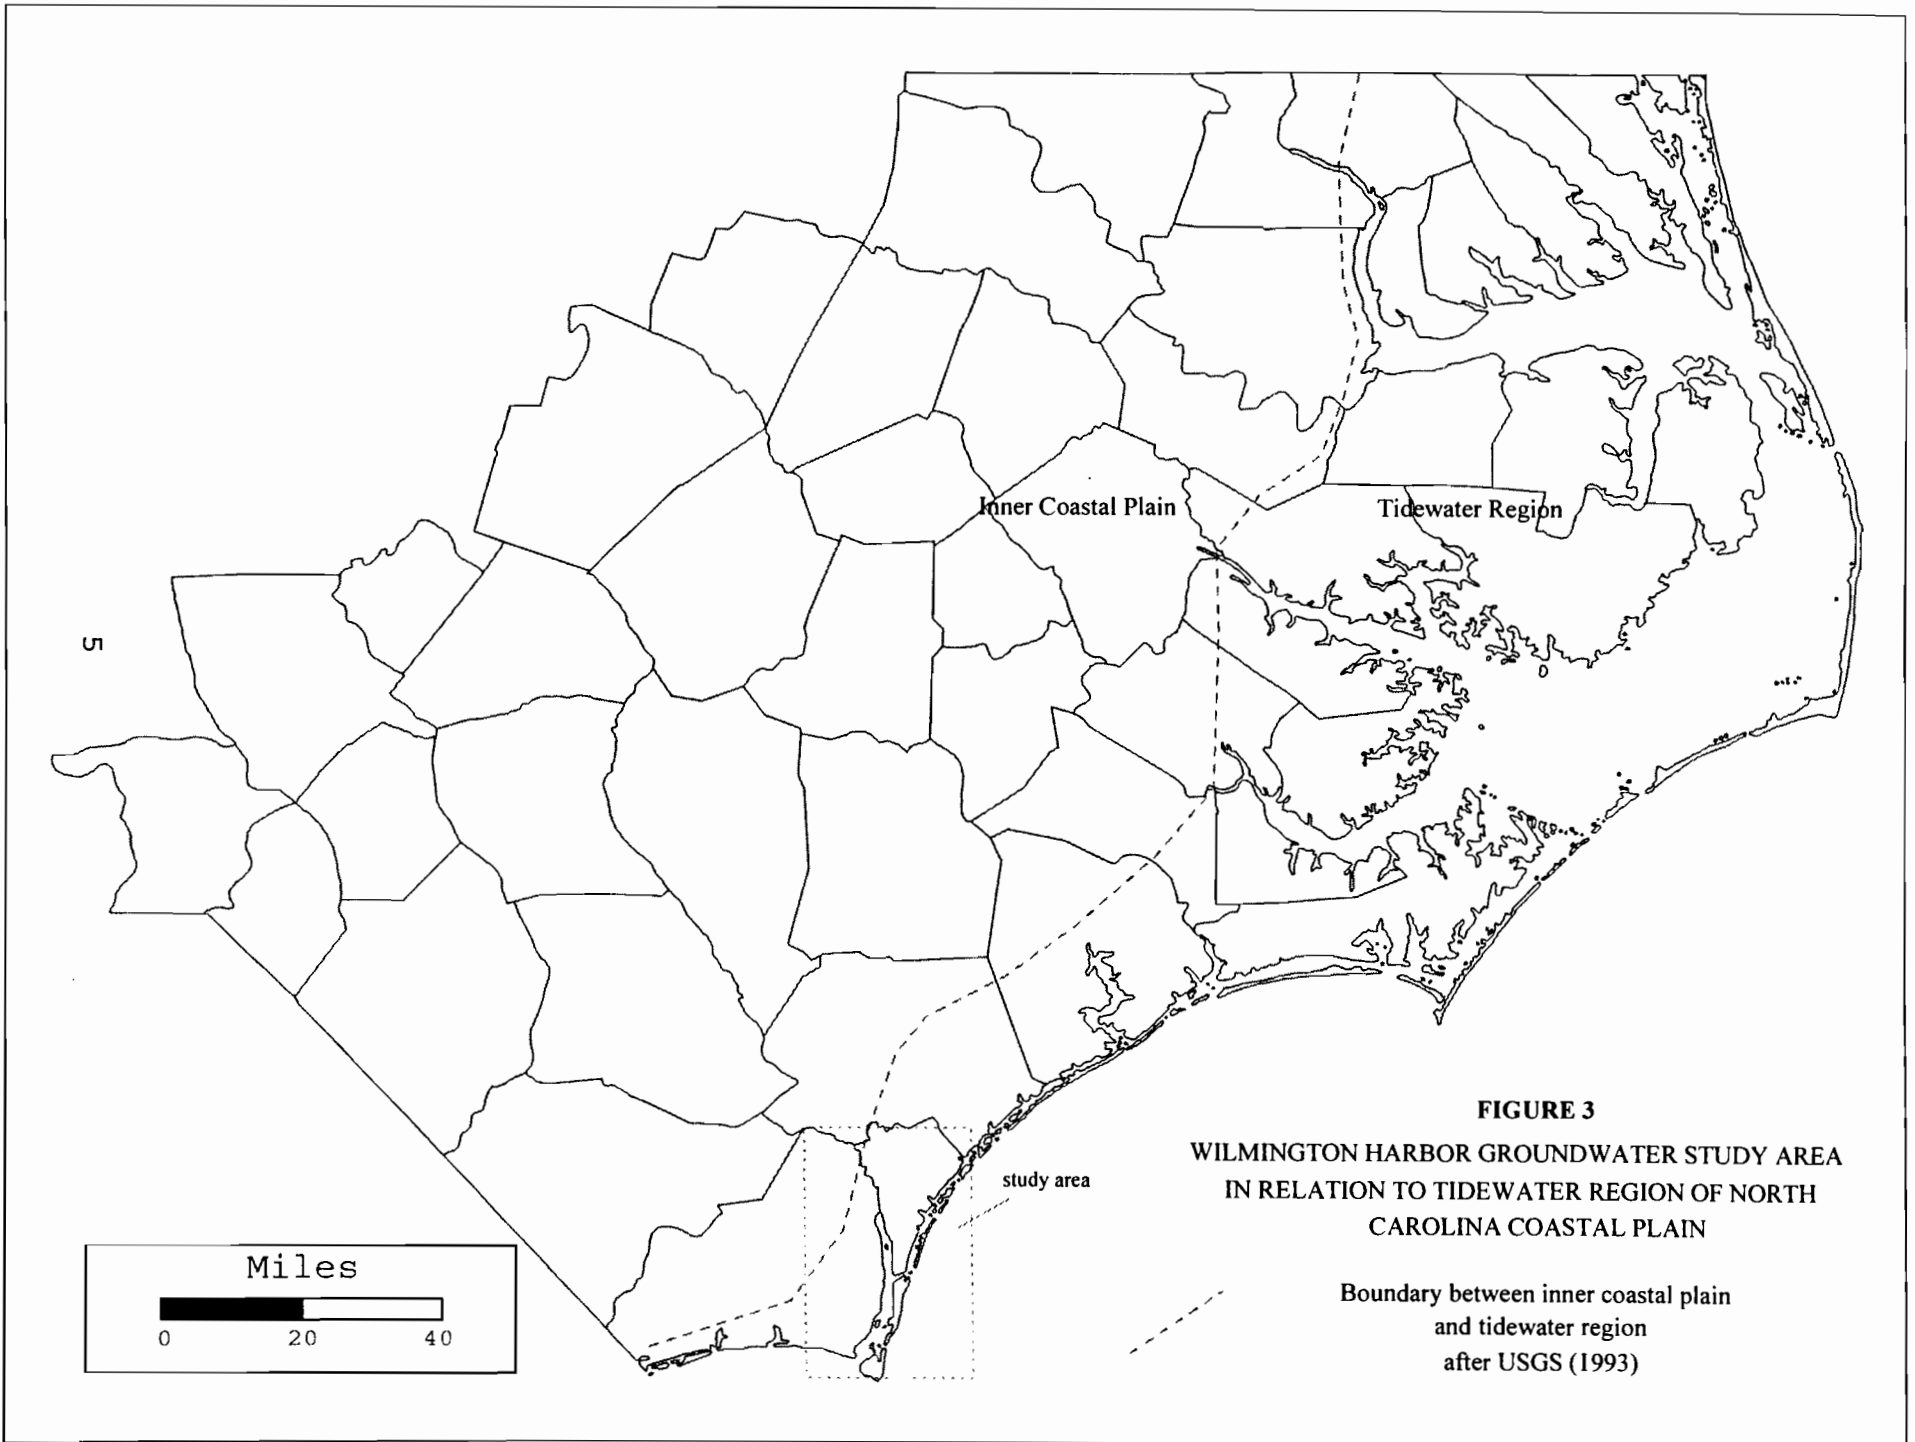 Inner Coastal Plain
Tidewater Region
5
study area
FIGURE 3
WILMINGTON HARBOR GROUNDWATER STUDY AREA
IN RELATION TO TIDEWATER REGION OF NORTH
CAROLINA COASTAL PLAIN
Miles
0 20 40
Boundary between inner coastal plain
and tidewater region
after USGS (1993)